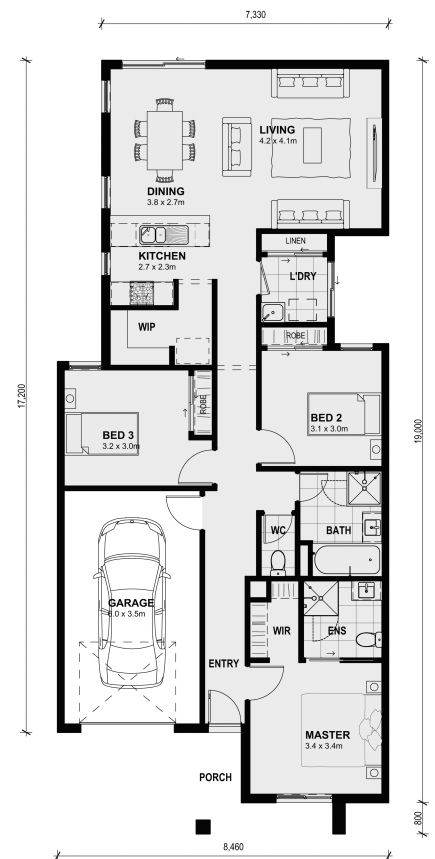 7,330
LIVING
4.2 x 4.1m
DINING
3.8 x 2.7m
LINEN
KITCHEN
2.7 x 2.3m
L'DRY
WIP
ROBE
17,200
19,000
ROBE
BED 2
3.1 x 3.0m
BED 3
3.2 x 3.0m
WC
BATH
GARAGE
6.0 x 3.5m
WIR
ENS
ENTRY
MASTER
3.4 x 3.4m
PORCH
800
8,460